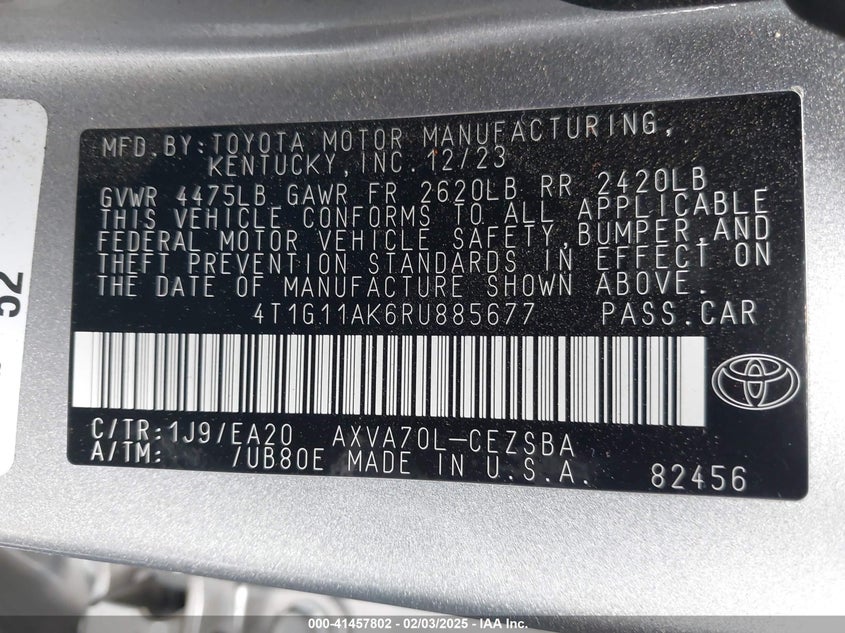 MFD.BY:TOYOTA MOTOR MANUFACTURING,
KENTUCKY,INC. 12/23
GVWR 4475LB GAWR FR 2620LB RR 2420LB
THIS VEHICLE CONFORMS TO ALL APPLICABLE
FEDERAL MOTOR VEHICLE SAFETY,BUMPER,AND
THEFT PREVENTION STANDARDS IN EFFECT ON
THE DATE OF MANUFACTURE SHOWN ABOVE.
4T1G11AK6RU885677 PASS.CAR
C/TR:1J9/EA20 AXVA70L-CEZSBA
A/TM: /UB80E MADE IN U.S.A.
82456
52
000-41457802 - 02/03/2025 - IAA Inc.